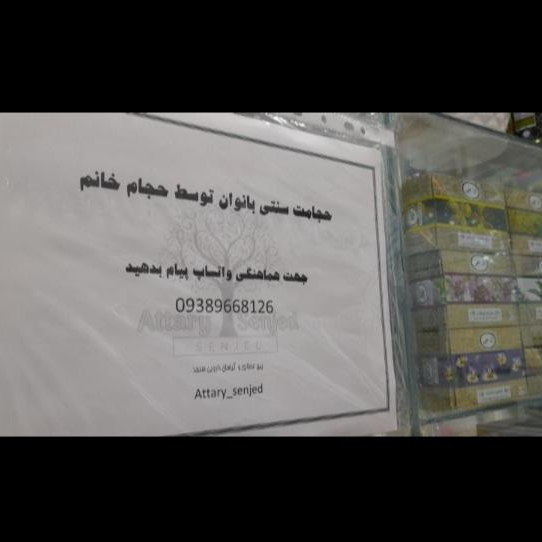 حجامت سنتی بانوان توسط حجام خانم
جهت هماهنگی واتساپ پیام بدهید
09389668126
Attary Senjed
SENJED
Attary_senjed